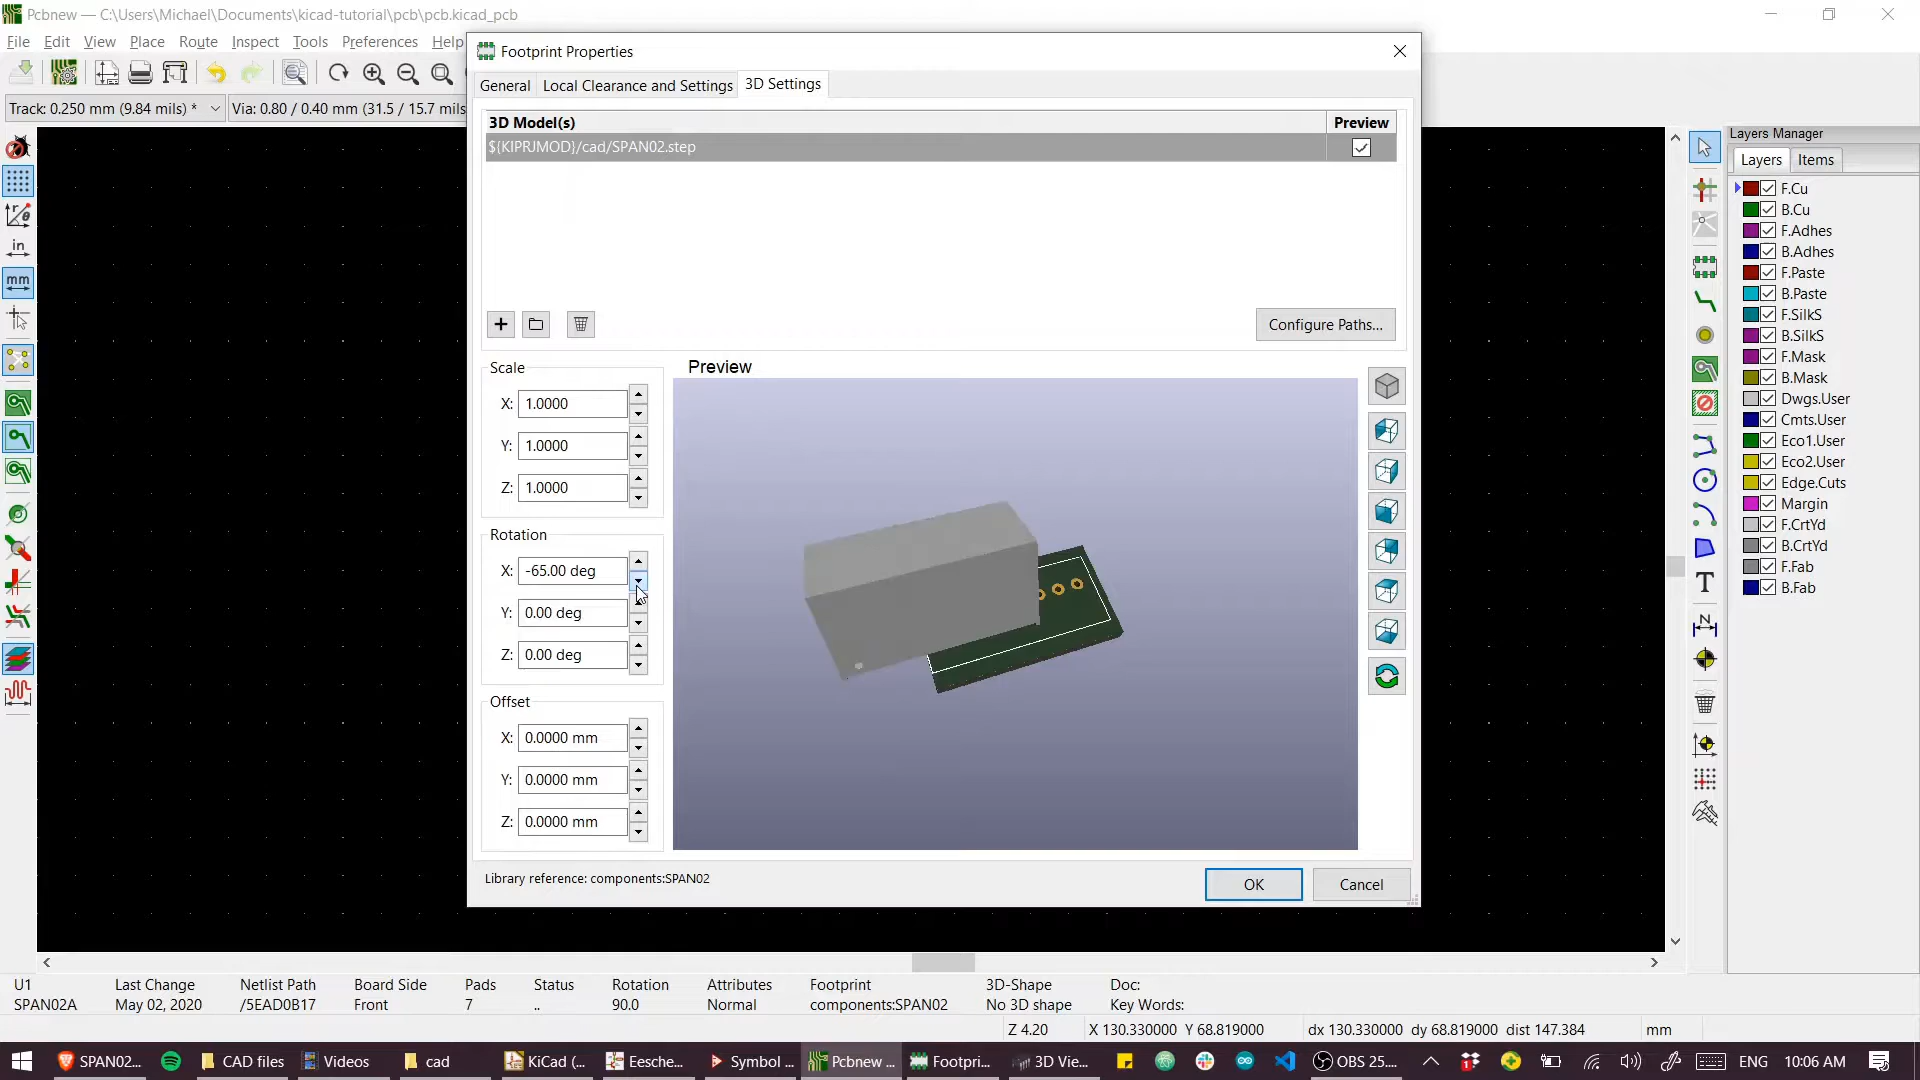 Pcbnew — C:\Users\Michael\Documents\kicad-tutorial\pcb\pcb.kicad_pcb
File Edit View Place Route Inspect Tools Preferences Help
Track: 0.250 mm (9.84 mils) * Via: 0.80 / 0.40 mm (31.5 / 15.7 mils
Footprint Properties
General Local Clearance and Settings 3D Settings
3D Model(s) Preview
${KIPRJMOD}/cad/SPAN02.step
Configure Paths...
Scale
X: 1.0000
Y: 1.0000
Z: 1.0000
Rotation
X: -65.00 deg
Y: 0.00 deg
Z: 0.00 deg
Offset
X: 0.0000 mm
Y: 0.0000 mm
Z: 0.0000 mm
Preview
Library reference: components:SPAN02
OK Cancel
in
mm
Layers Manager
Layers Items
F.Cu
B.Cu
F.Adhes
B.Adhes
F.Paste
B.Paste
F.SilkS
B.SilkS
F.Mask
B.Mask
Dwgs.User
Cmts.User
Eco1.User
Eco2.User
Edge.Cuts
Margin
F.CrtYd
B.CrtYd
F.Fab
B.Fab
T
N
U1 Last Change Netlist Path Board Side Pads Status Rotation Attributes Footprint 3D-Shape Doc:
SPAN02A May 02, 2020 /5EAD0B17 Front 7 .. 90.0 Normal components:SPAN02 No 3D shape Key Words:
Z 4.20 X 130.330000 Y 68.819000 dx 130.330000 dy 68.819000 dist 147.384 mm
SPAN02... CAD files Videos cad KiCad (... Eesche... Symbol ... Pcbnew ... Footpri... 3D Vie... OBS 25.... ENG 10:06 AM